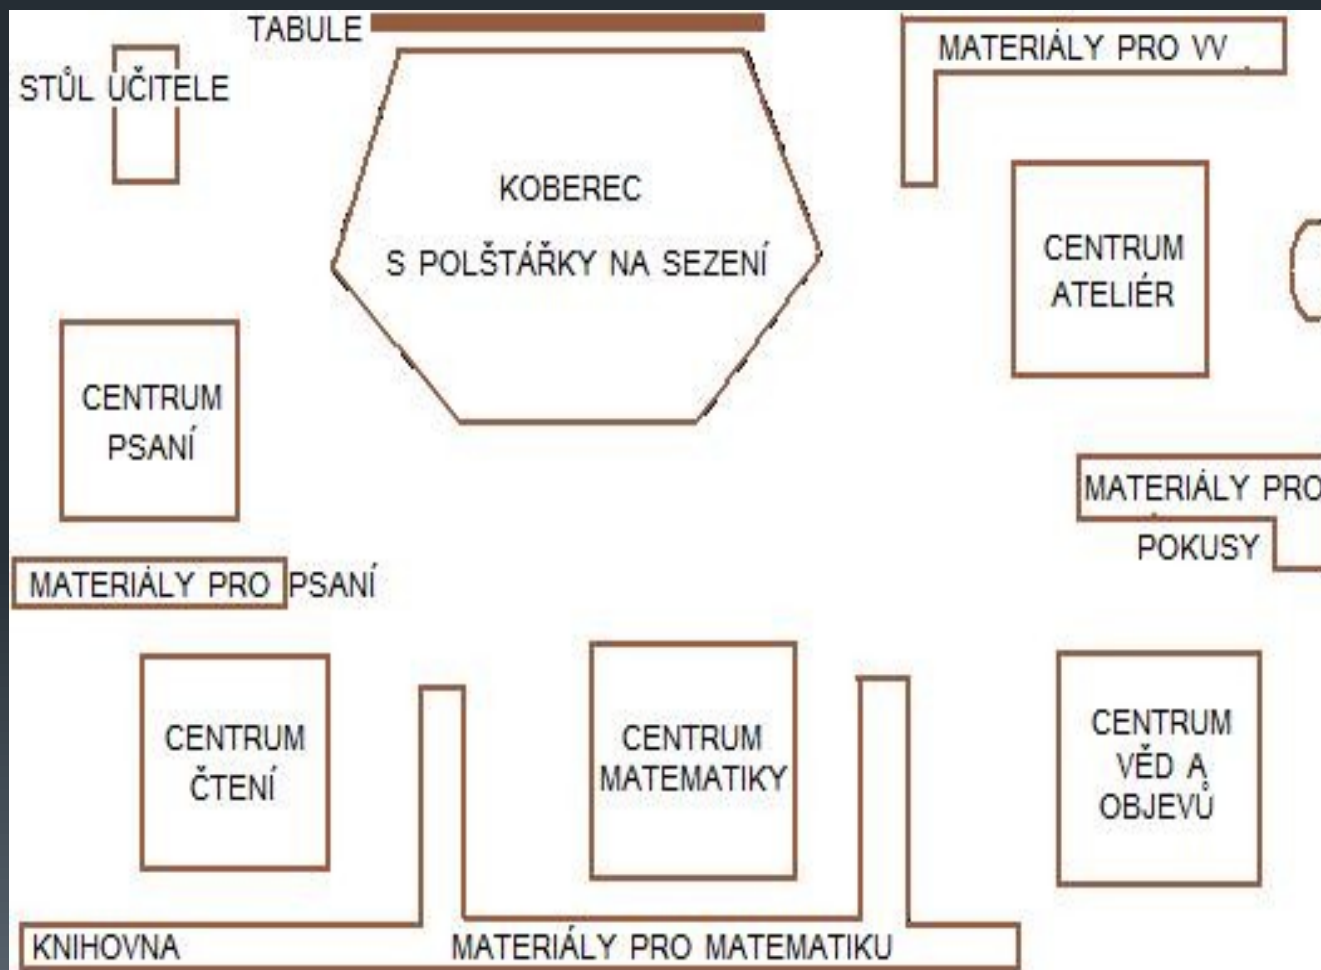 TABULE
MATERIÁLY PRO VV
STŮL UČITELE
KOBEREC
S POLŠTÁŘKY NA SEZENÍ
CENTRUM
ATELIÉR
CENTRUM
PSANÍ
MATERIÁLY PRO
POKUSY
MATERIÁLY PRO PSANÍ
CENTRUM
ČTENÍ
CENTRUM
MATEMATIKY
CENTRUM
VĚD A
OBJEVŮ
KNIHOVNA
MATERIÁLY PRO MATEMATIKU